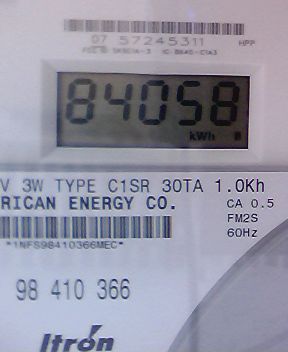 07 57245311 HPP
84058
kWh
V 3W TYPE C1SR 30TA 1.0Kh
RICAN ENERGY CO. CA 0.5
FM2S
60Hz
*1NFS98410366MEC*
98 410 366
Itrón